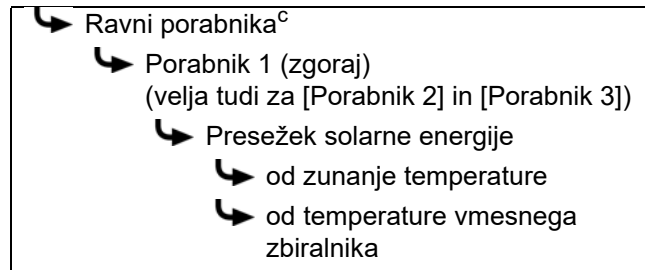 Ravni porabnikaᶜ
Porabnik 1 (zgoraj)
(velja tudi za [Porabnik 2] in [Porabnik 3])
Presežek solarne energije
od zunanje temperature
od temperature vmesnega
zbiralnika